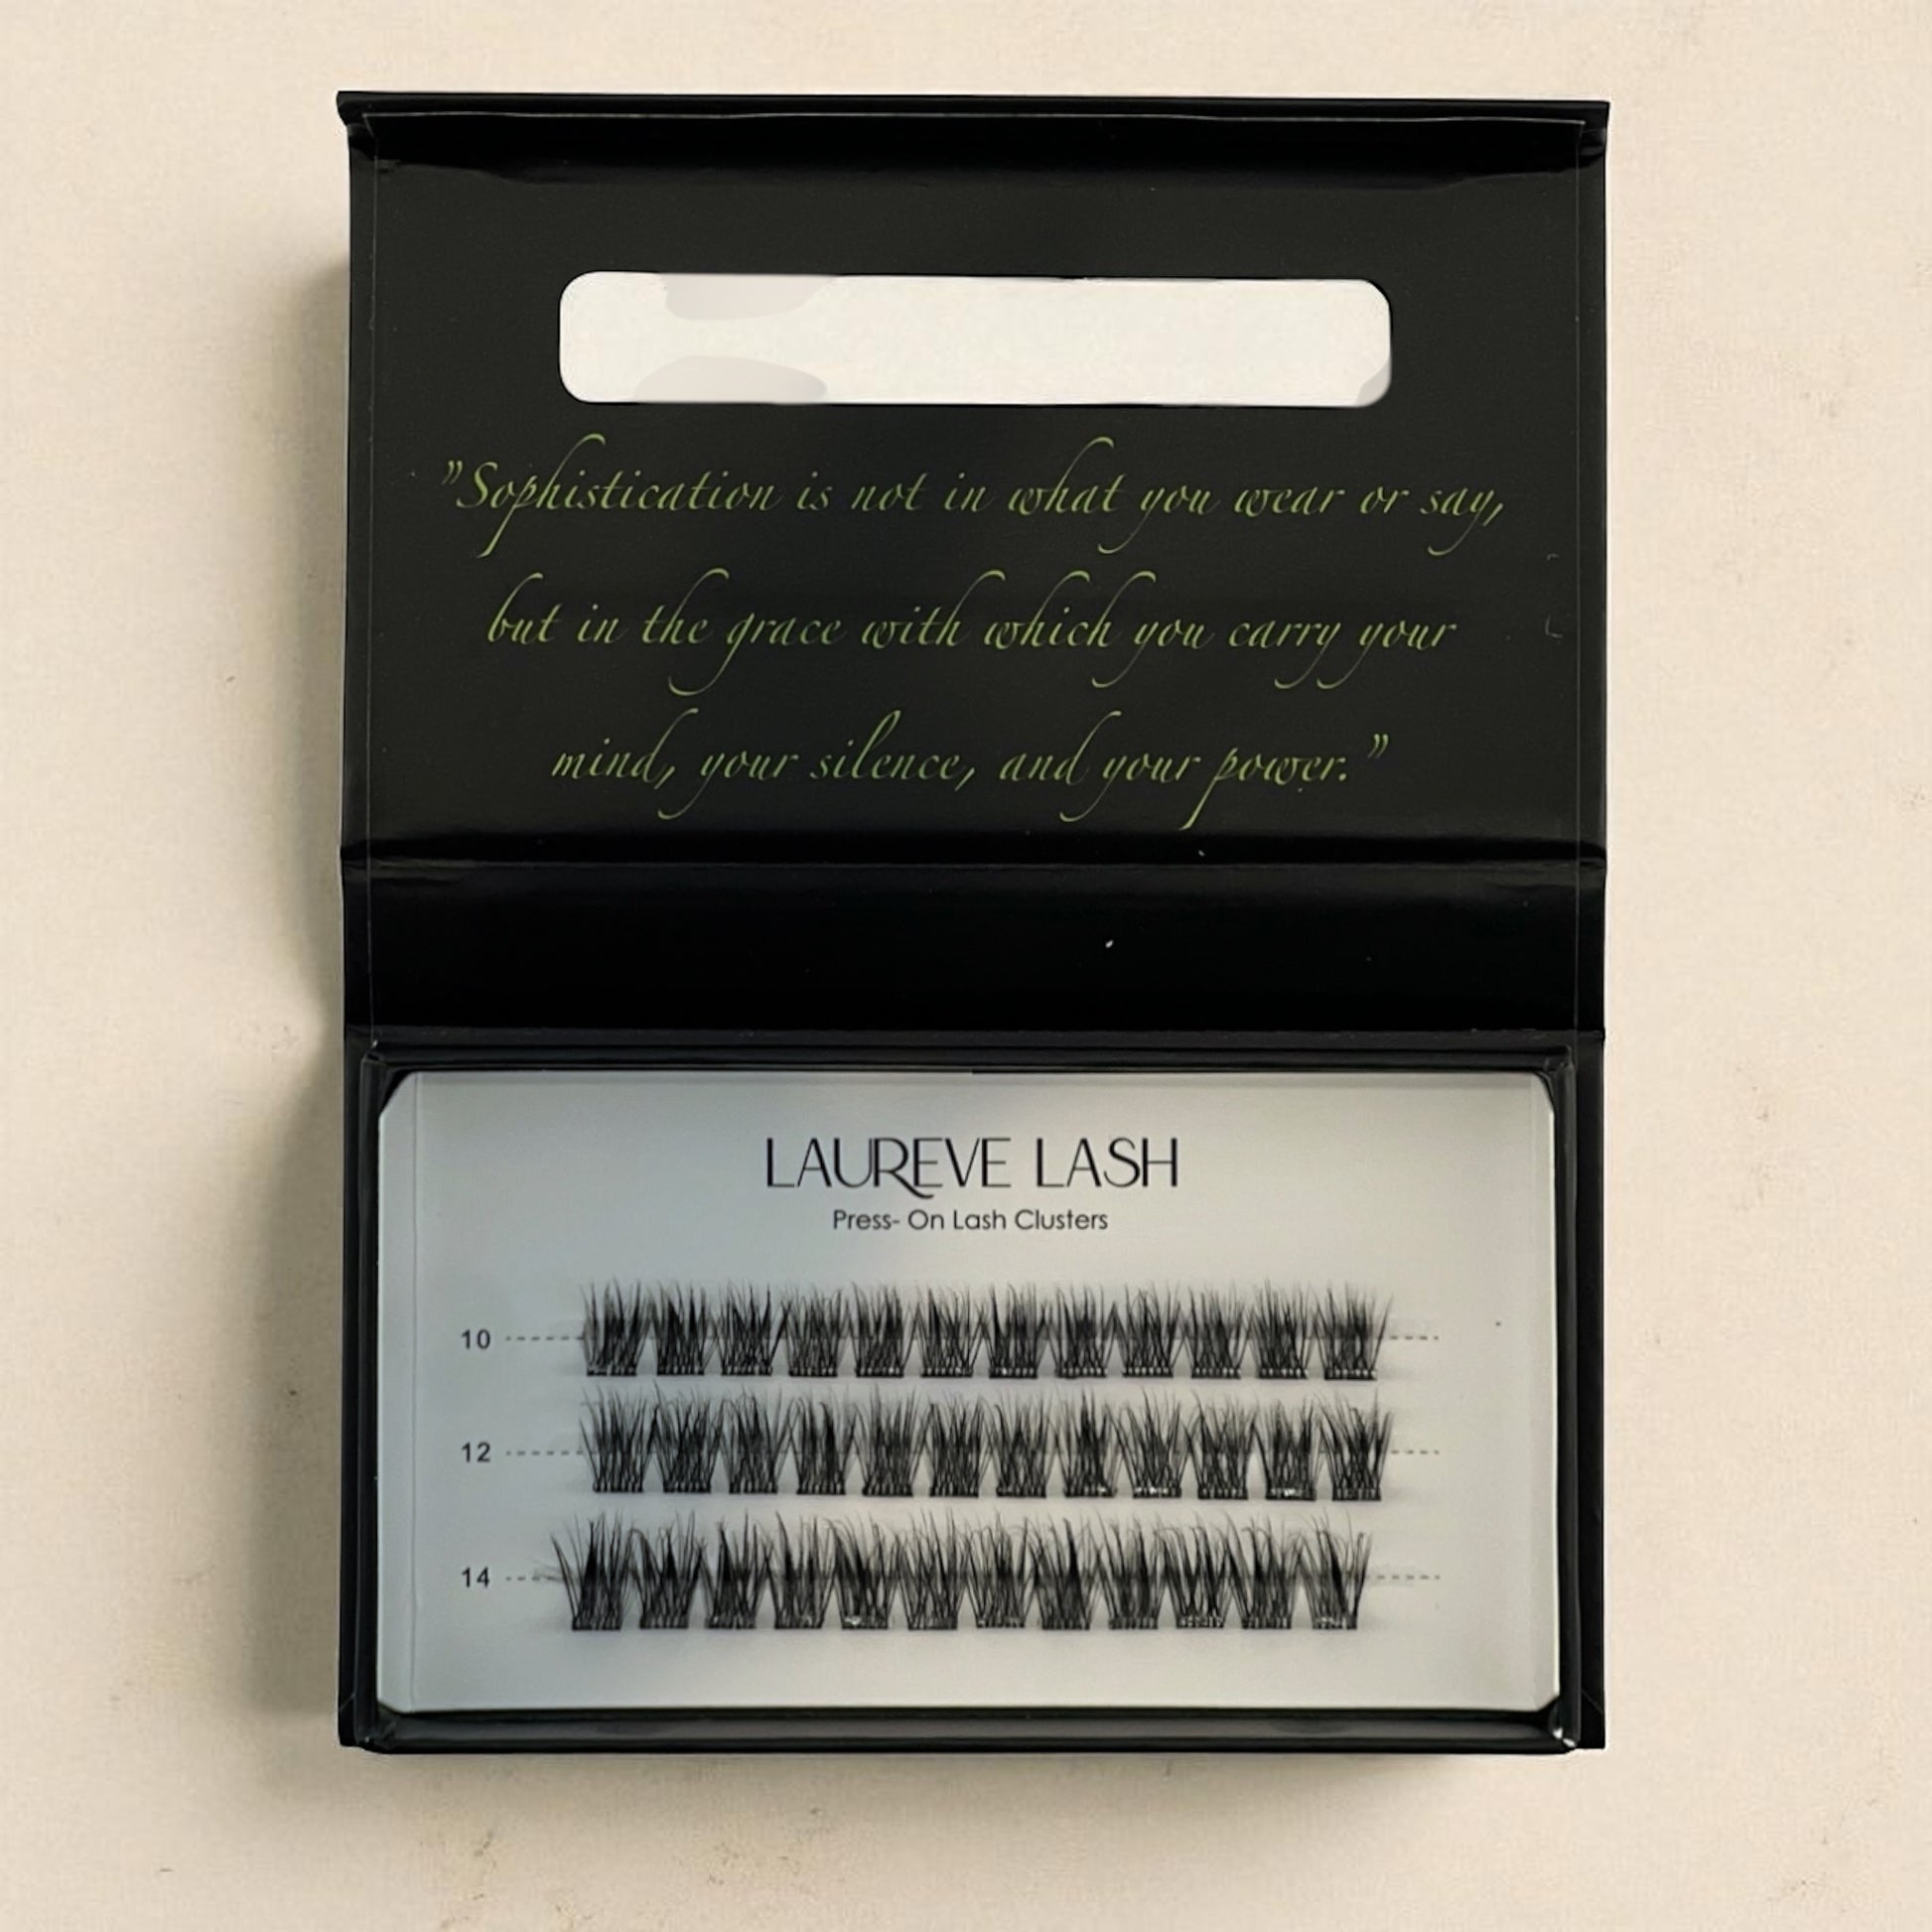 "Sophistication is not in what you wear or say,
but in the grace with which you carry your
mind, your silence, and your power."
LAUREVE LASH
Press- On Lash Clusters
10
12
14